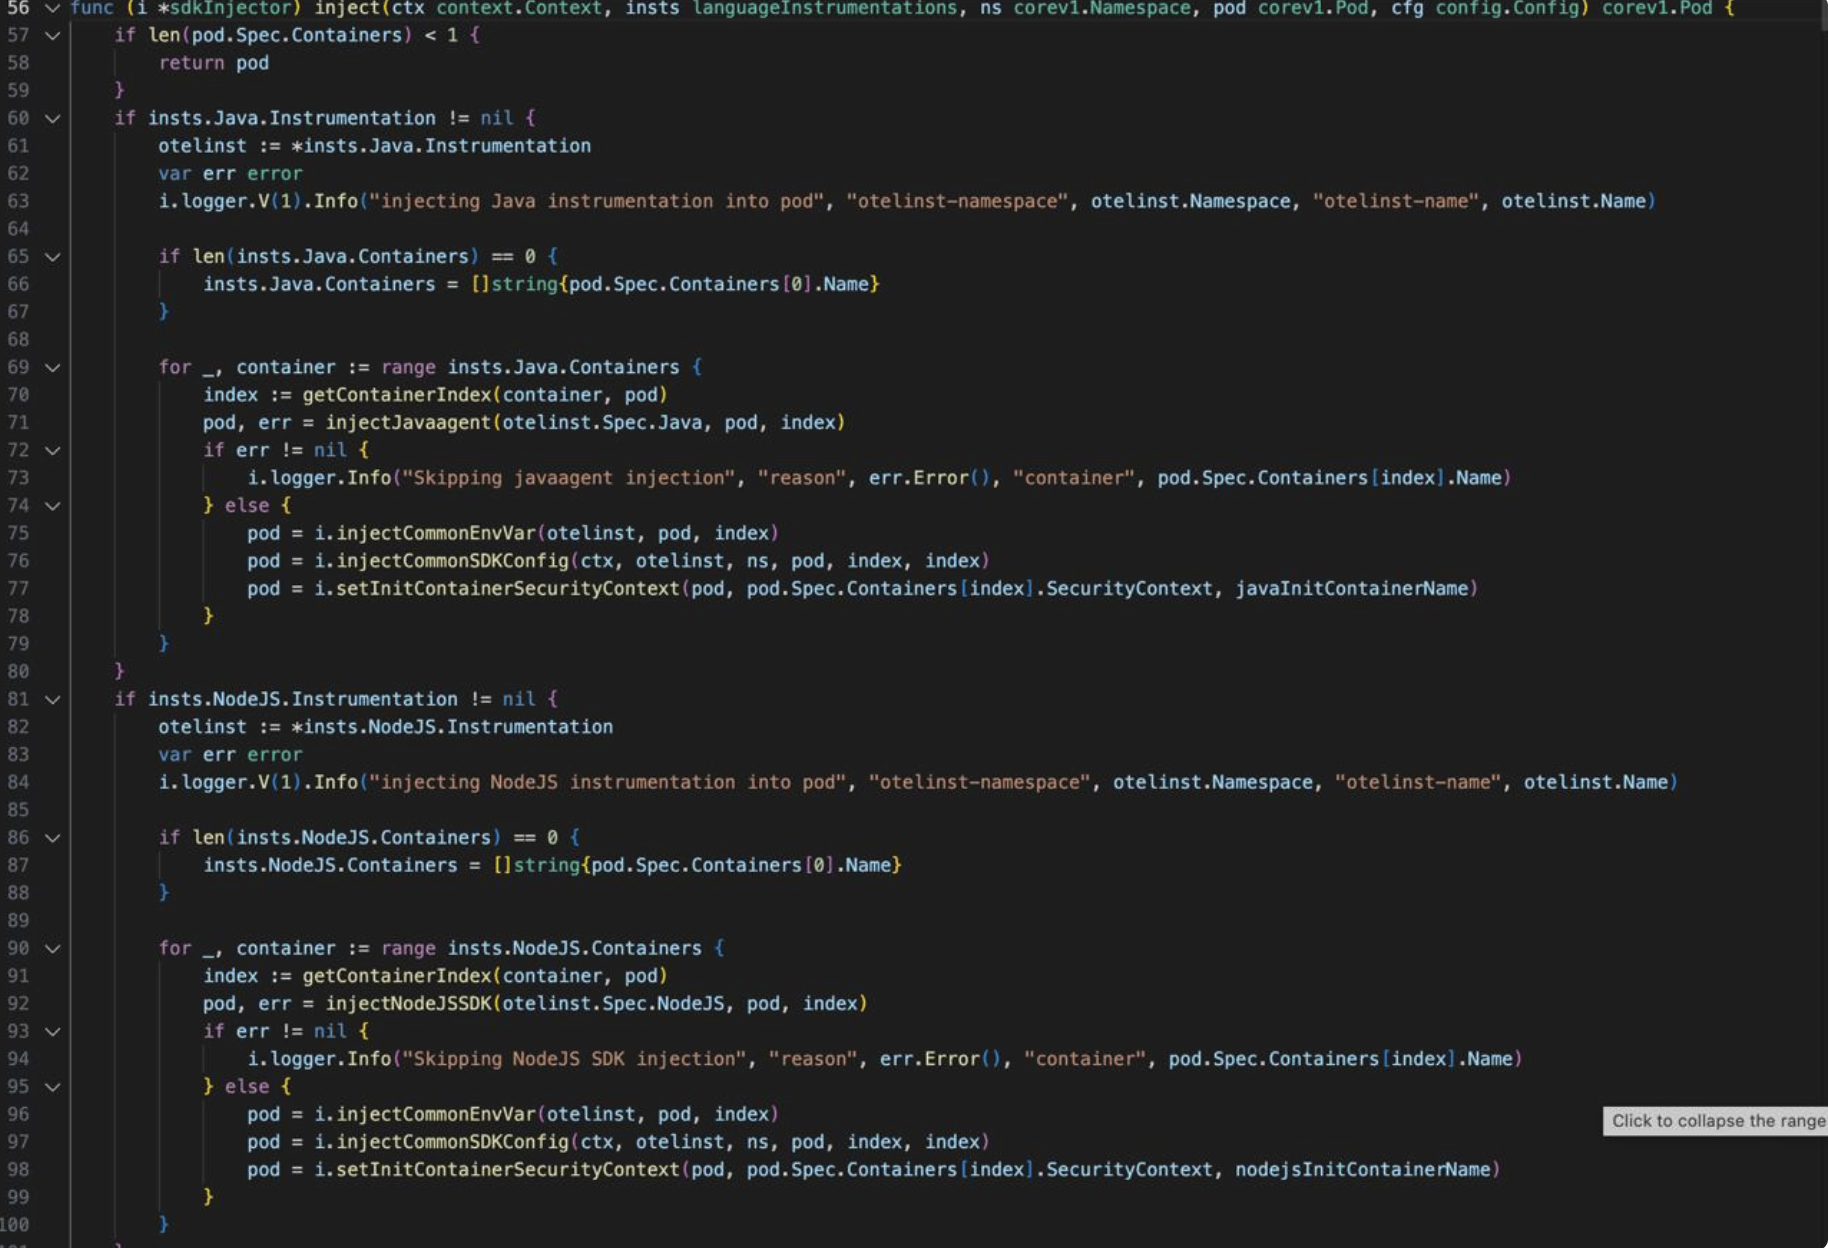 56 func (i *sdkInjector) inject(ctx context.Context, insts languageInstrumentations, ns corev1.Namespace, pod corev1.Pod, cfg config.Config) corev1.Pod {
57 if len(pod.Spec.Containers) < 1 {
58 return pod
59 }
60 if insts.Java.Instrumentation != nil {
61 otelinst := *insts.Java.Instrumentation
62 var err error
63 i.logger.V(1).Info("injecting Java instrumentation into pod", "otelinst-namespace", otelinst.Namespace, "otelinst-name", otelinst.Name)
64
65 if len(insts.Java.Containers) == 0 {
66 insts.Java.Containers = []string{pod.Spec.Containers[0].Name}
67 }
68
69 for _, container := range insts.Java.Containers {
70 index := getContainerIndex(container, pod)
71 pod, err = injectJavaagent(otelinst.Spec.Java, pod, index)
72 if err != nil {
73 i.logger.Info("Skipping javaagent injection", "reason", err.Error(), "container", pod.Spec.Containers[index].Name)
74 } else {
75 pod = i.injectCommonEnvVar(otelinst, pod, index)
76 pod = i.injectCommonSDKConfig(ctx, otelinst, ns, pod, index, index)
77 pod = i.setInitContainerSecurityContext(pod, pod.Spec.Containers[index].SecurityContext, javaInitContainerName)
78 }
79 }
80 }
81 if insts.NodeJS.Instrumentation != nil {
82 otelinst := *insts.NodeJS.Instrumentation
83 var err error
84 i.logger.V(1).Info("injecting NodeJS instrumentation into pod", "otelinst-namespace", otelinst.Namespace, "otelinst-name", otelinst.Name)
85
86 if len(insts.NodeJS.Containers) == 0 {
87 insts.NodeJS.Containers = []string{pod.Spec.Containers[0].Name}
88 }
89
90 for _, container := range insts.NodeJS.Containers {
91 index := getContainerIndex(container, pod)
92 pod, err = injectNodeJSSDK(otelinst.Spec.NodeJS, pod, index)
93 if err != nil {
94 i.logger.Info("Skipping NodeJS SDK injection", "reason", err.Error(), "container", pod.Spec.Containers[index].Name)
95 } else {
96 pod = i.injectCommonEnvVar(otelinst, pod, index)
Click to collapse the range
97 pod = i.injectCommonSDKConfig(ctx, otelinst, ns, pod, index, index)
98 pod = i.setInitContainerSecurityContext(pod, pod.Spec.Containers[index].SecurityContext, nodejsInitContainerName)
99 }
100 }